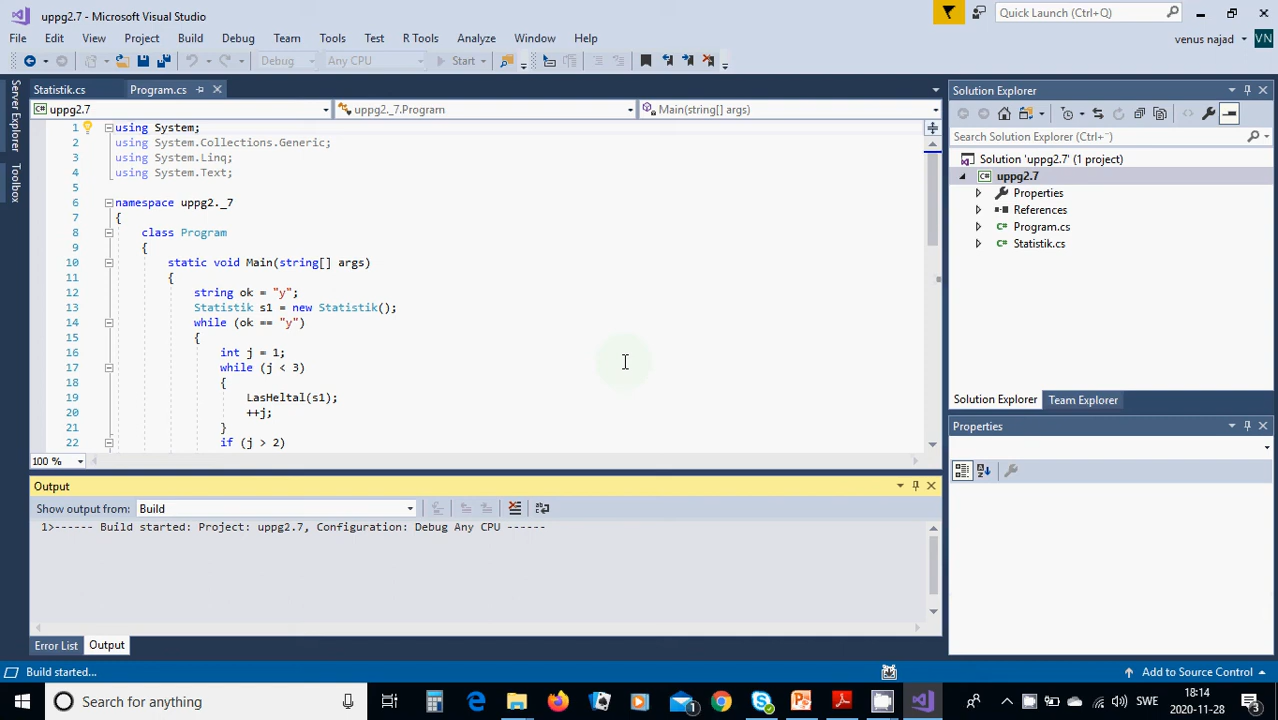 uppg2.7 - Microsoft Visual Studio
Quick Launch (Ctrl+Q)
File Edit View Project Build Debug Team Tools Test R Tools Analyze Window Help
venus najad VN
Debug Any CPU Start
Server Explorer
Toolbox
Statistik.cs Program.cs
uppg2.7 uppg2._7.Program Main(string[] args)
1 using System;
2 using System.Collections.Generic;
3 using System.Linq;
4 using System.Text;
5
6 namespace uppg2._7
7 {
8 class Program
9 {
10 static void Main(string[] args)
11 {
12 string ok = "y";
13 Statistik s1 = new Statistik();
14 while (ok == "y")
15 {
16 int j = 1;
17 while (j < 3)
18 {
19 LasHeltal(s1);
20 ++j;
21 }
22 if (j > 2)
100 %
Output
Show output from: Build
1>------ Build started: Project: uppg2.7, Configuration: Debug Any CPU ------
Error List Output
Solution Explorer
Search Solution Explorer (Ctrl+¨)
Solution 'uppg2.7' (1 project)
uppg2.7
Properties
References
Program.cs
Statistik.cs
Solution Explorer Team Explorer
Properties
Build started...
Add to Source Control
Search for anything
1
SWE
18:14
2020-11-28
3